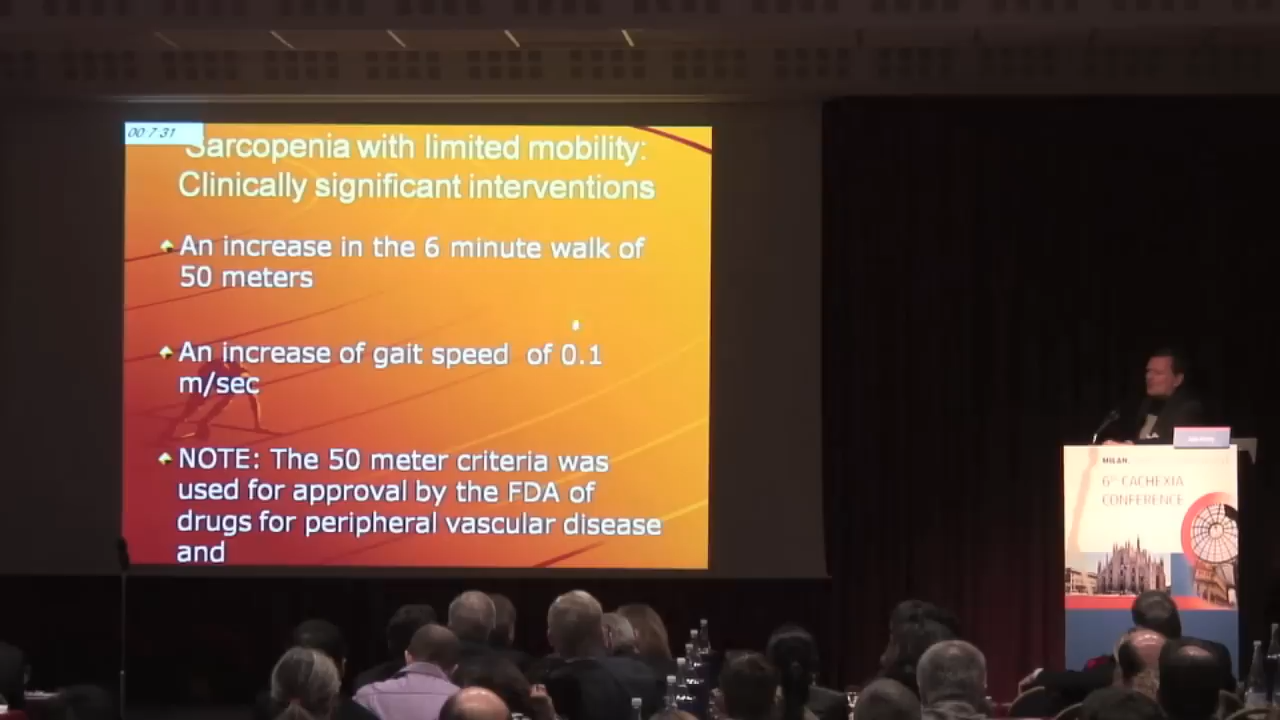 00 7 31
Sarcopenia with limited mobility:
Clinically significant interventions
An increase in the 6 minute walk of
50 meters
An increase of gait speed of 0.1
m/sec
NOTE: The 50 meter criteria was
used for approval by the FDA of
drugs for peripheral vascular disease
and
MILAN
6th CACHEXIA
CONFERENCE